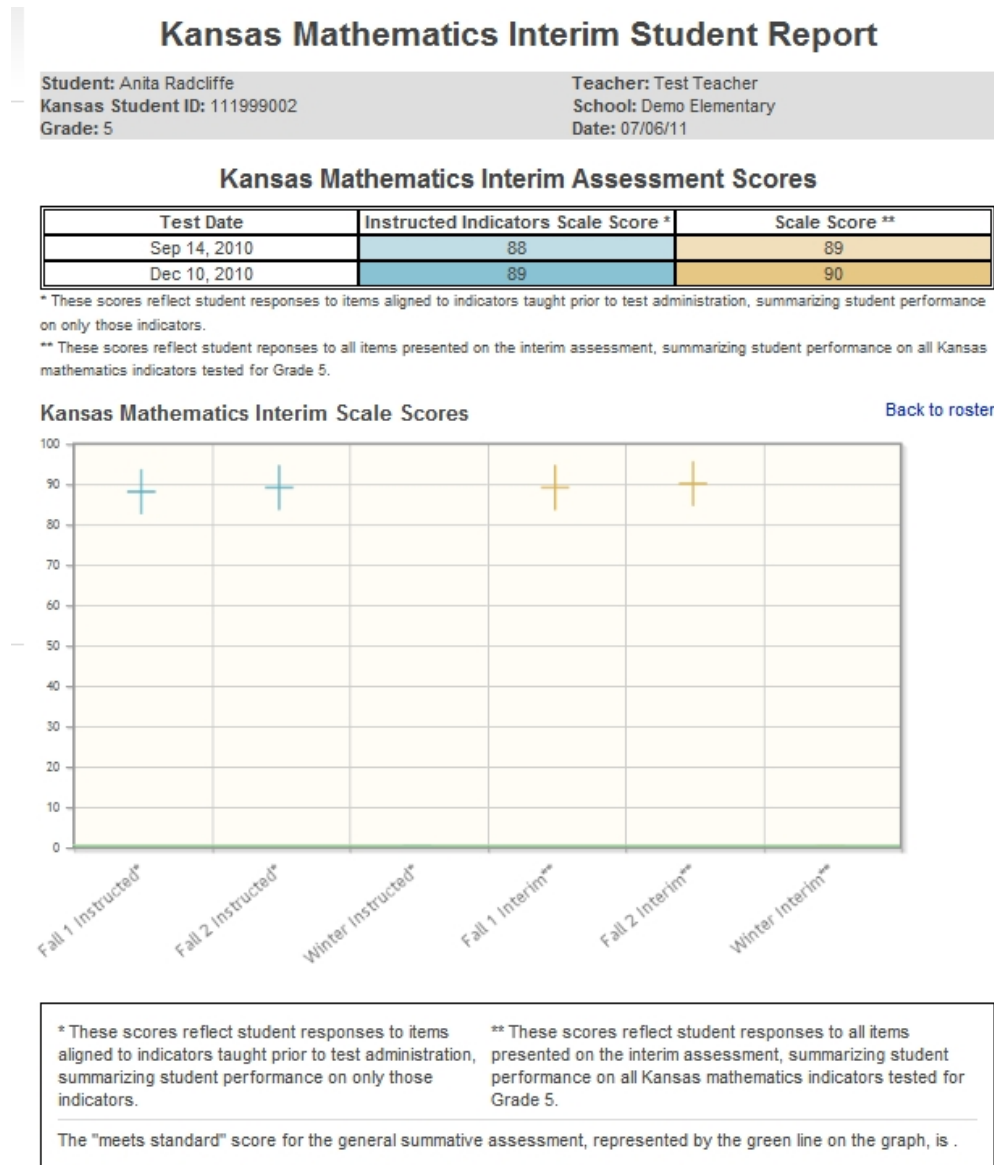 Kansas Mathematics Interim Student Report
Student: Anita Radcliffe Teacher: Test Teacher
Kansas Student ID: 111999002 School: Demo Elementary
Grade: 5 Date: 07/06/11
Kansas Mathematics Interim Assessment Scores
Test Date Instructed Indicators Scale Score * Scale Score **
Sep 14, 2010 88 89
Dec 10, 2010 89 90
* These scores reflect student responses to items aligned to indicators taught prior to test administration, summarizing student performance
on only those indicators.
** These scores reflect student reponses to all items presented on the interim assessment, summarizing student performance on all Kansas
mathematics indicators tested for Grade 5.
Kansas Mathematics Interim Scale Scores Back to roster
100
90
80
70
60
50
40
30
20
10
0
Fall 1 Instructed* Fall 2 Instructed* Winter Instructed* Fall 1 Interim** Fall 2 Interim** Winter Interim**
* These scores reflect student responses to items ** These scores reflect student responses to all items
aligned to indicators taught prior to test administration, presented on the interim assessment, summarizing student
summarizing student performance on only those performance on all Kansas mathematics indicators tested for
indicators. Grade 5.
The "meets standard" score for the general summative assessment, represented by the green line on the graph, is .